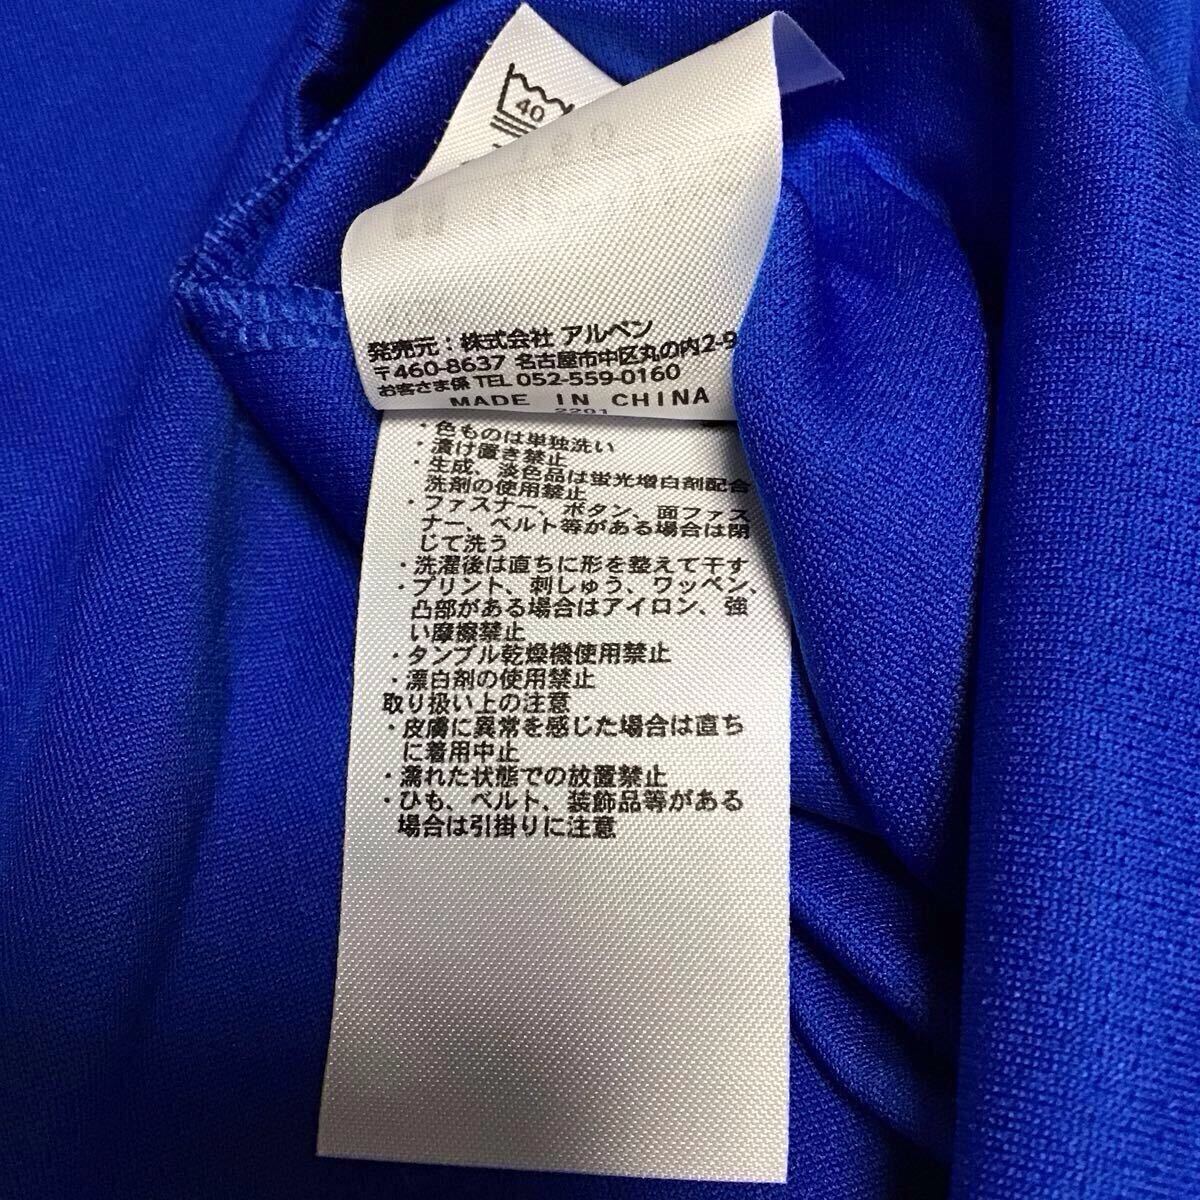 40
発売元：株式会社 アルペン
〒460-8637 名古屋市中区丸の内2-9
お客さま係 TEL 052-559-0160
MADE IN CHINA
2201
・色ものは単独洗い
・漬け置き禁止
・生成、淡色品は蛍光増白剤配合
洗剤の使用禁止
・ファスナー、ボタン、面ファス
ナー、ベルト等がある場合は閉
じて洗う
・洗濯後は直ちに形を整えて干す
・プリント、刺しゅう、ワッペン、
凸部がある場合はアイロン、強
い摩擦禁止
・タンブル乾燥機使用禁止
・漂白剤の使用禁止
取り扱い上の注意
・皮膚に異常を感じた場合は直ち
に着用中止
・濡れた状態での放置禁止
・ひも、ベルト、装飾品等がある
場合は引掛りに注意